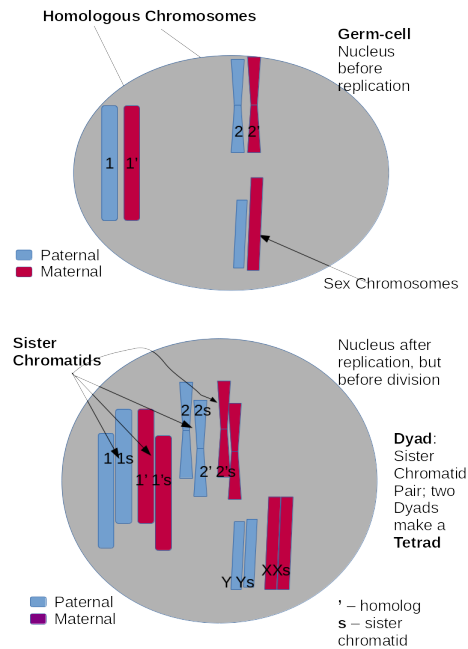 Homologous Chromosomes
Germ-cell
Nucleus
before
replication
2 2’
1 1’
Paternal
Maternal
Sex Chromosomes
Sister
Chromatids
Nucleus after
replication, but
before division
2 2s
1 1s
2’ 2’s
1’ 1’s
Dyad:
Sister
Chromatid
Pair; two
Dyads
make a
Tetrad
Y Ys
X Xs
Paternal
Maternal
’ – homolog
s – sister
chromatid